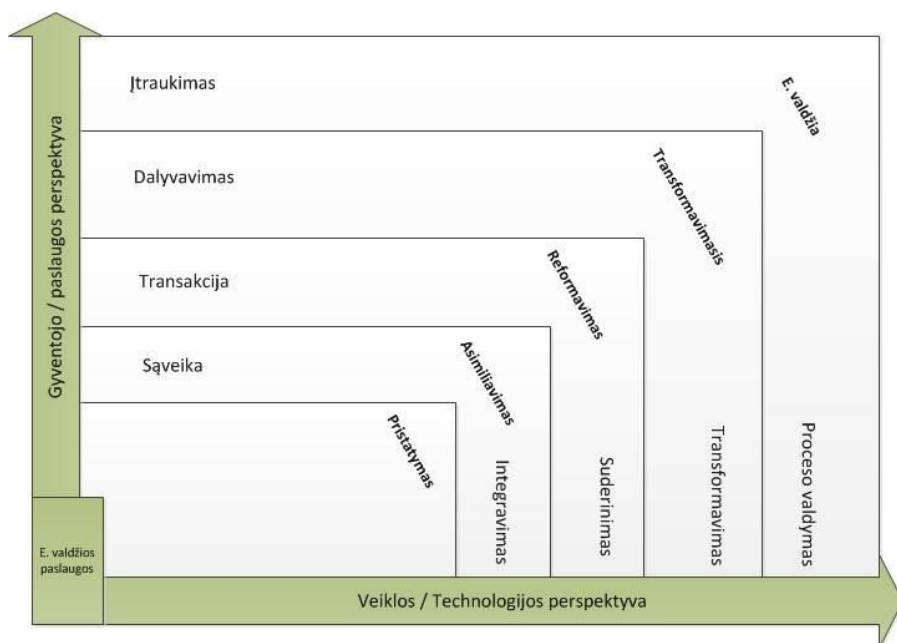 Įtraukimas
E. valdžia
Dalyvavimas
Transformavimasis
Transakcija
Reformavimas
Sąveika
Asimiliavimas
Pristatymas
Integravimas
Suderinimas
Transformavimas
Proceso valdymas
Gyventojo / paslaugos perspektyva
E. valdžios
paslaugos
Veiklos / Technologijos perspektyva